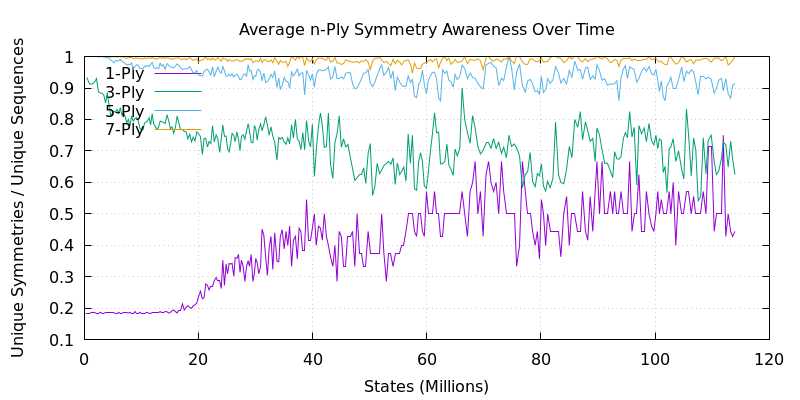 Average n-Ply Symmetry Awareness Over Time
Unique Symmetries / Unique Sequences
1
0.9
0.8
0.7
0.6
0.5
0.4
0.3
0.2
0.1
1-Ply
3-Ply
5-Ply
7-Ply
0 20 40 60 80 100 120
States (Millions)